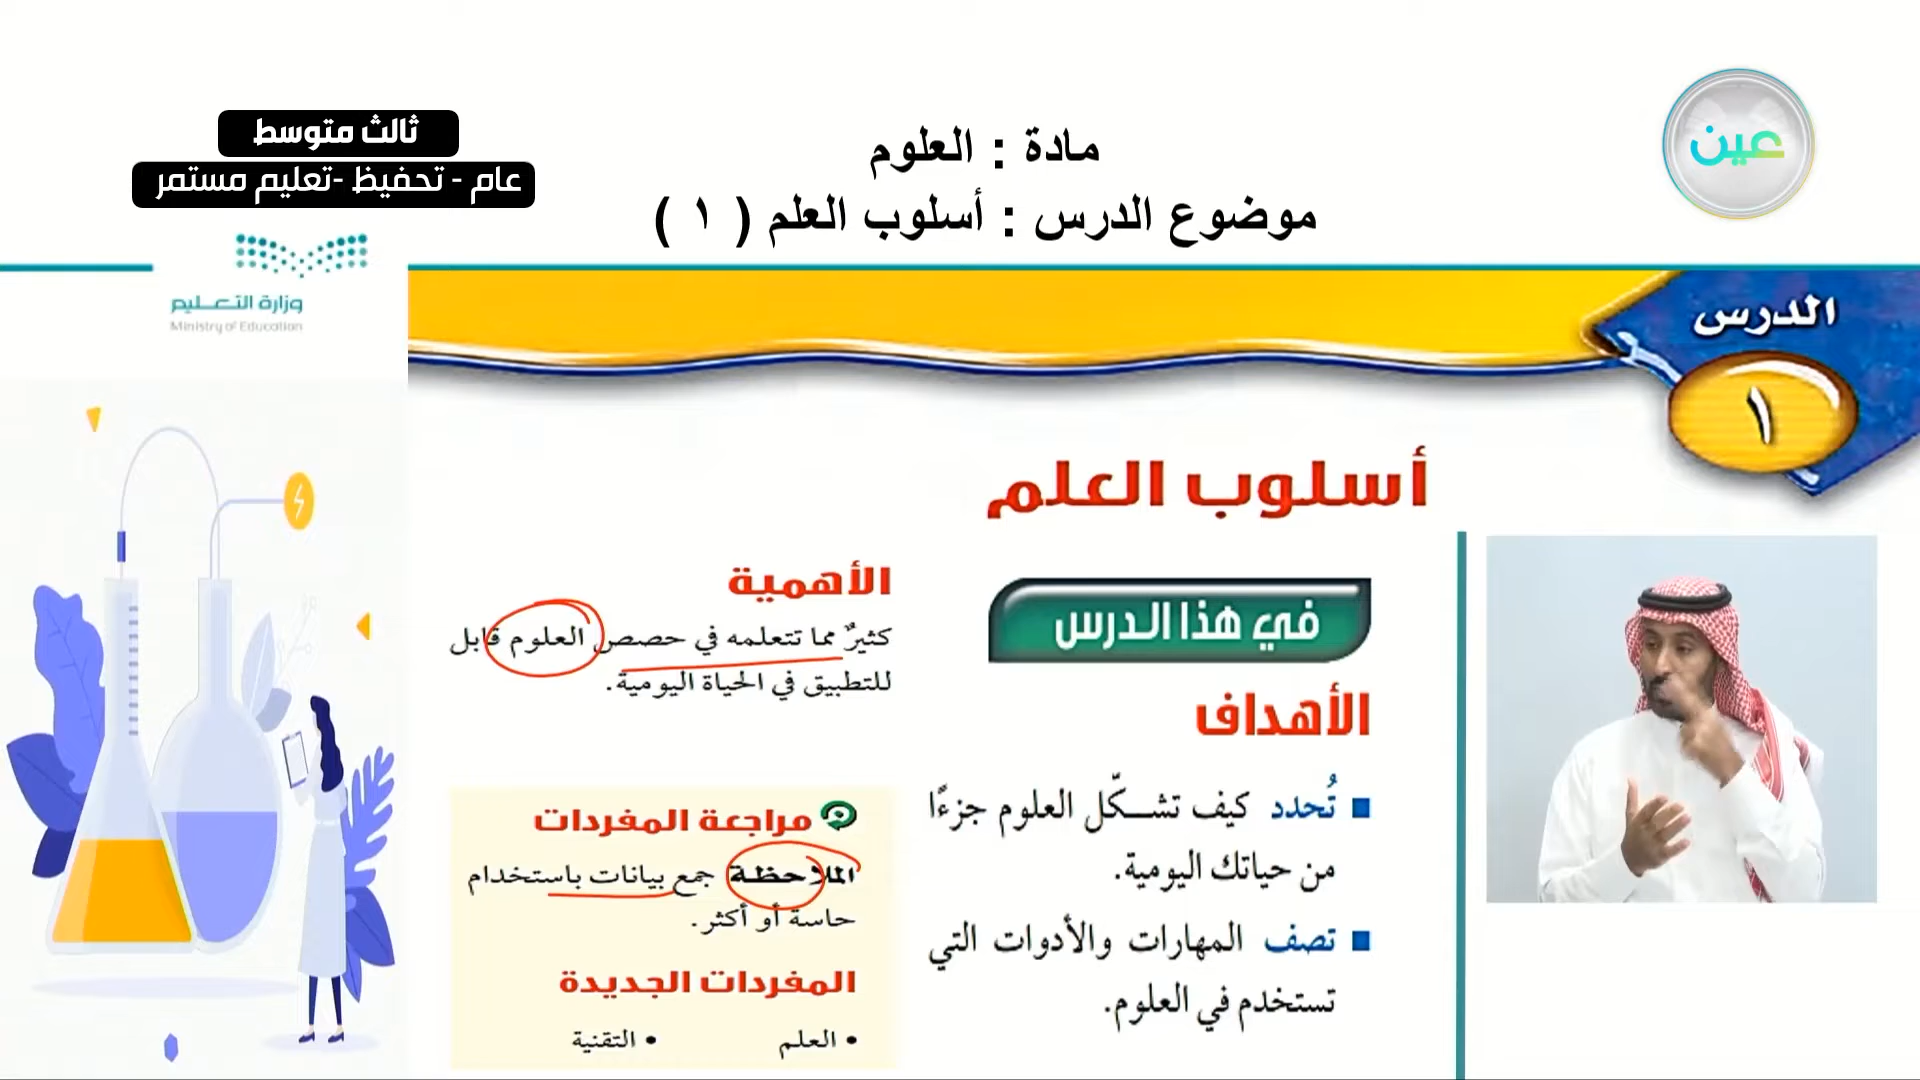 ثالث متوسط
عام - تحفيظ -تعليم مستمر
مادة : العلوم
موضوع الدرس : أسلوب العلم ( ١ )
عين
وزارة التعليم
Ministry of Education
الدرس
١
أسلوب العلم
في هذا الدرس
الأهداف
تُحدد كيف تشكّل العلوم جزءًا
من حياتك اليومية.
تصف المهارات والأدوات التي
تستخدم في العلوم.
الأهمية
كثيرٌ مما تتعلمه في حصص العلوم قابل
للتطبيق في الحياة اليومية.
مراجعة المفردات
الملاحظة جمع بيانات باستخدام
حاسة أو أكثر.
المفردات الجديدة
• العلم • التقنية